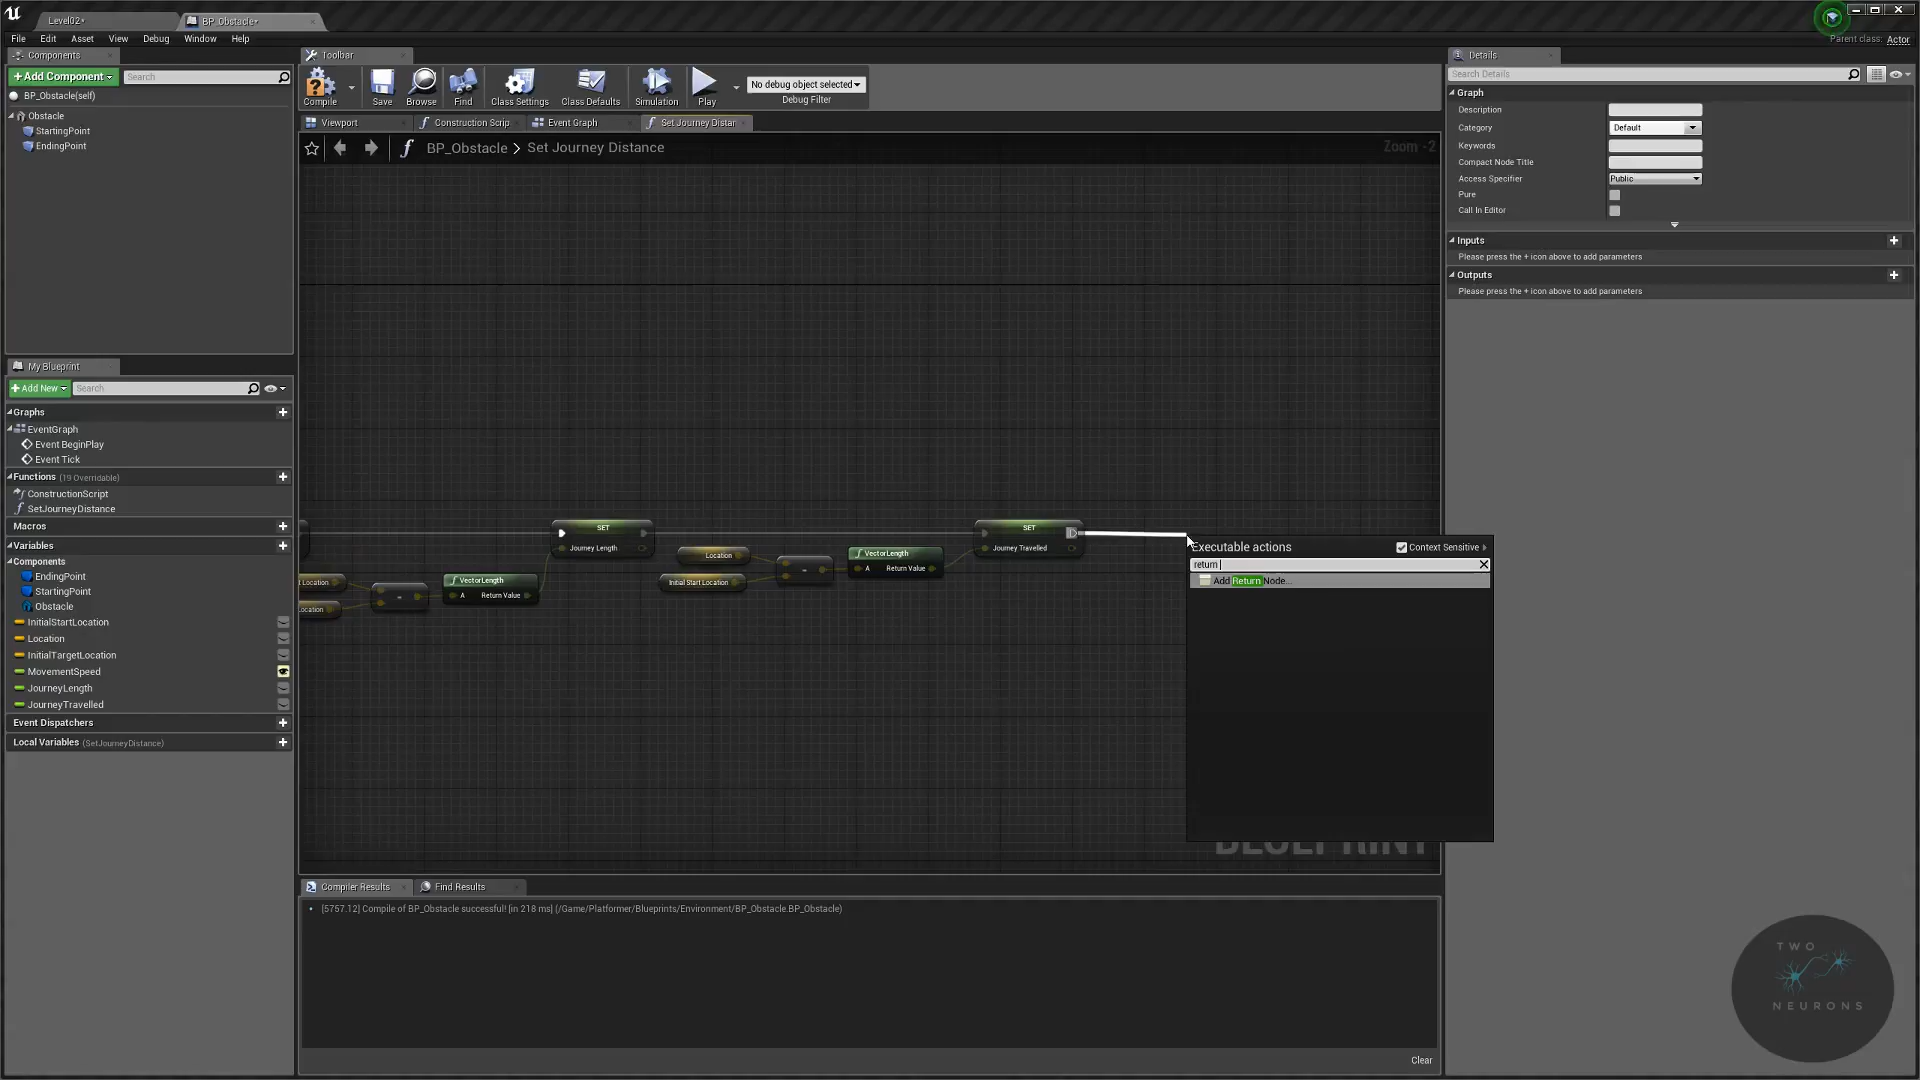 Level02*
BP_Obstacle*
File Edit Asset View Debug Window Help
Parent class: Actor
Components
Add Component
Search
BP_Obstacle(self)
Obstacle
StartingPoint
EndingPoint
My Blueprint
Add New
Search
Graphs
EventGraph
Event BeginPlay
Event Tick
Functions (19 Overridable)
ConstructionScript
SetJourneyDistance
Macros
Variables
Components
EndingPoint
StartingPoint
Obstacle
InitialStartLocation
Location
InitialTargetLocation
MovementSpeed
JourneyLength
JourneyTravelled
Event Dispatchers
Local Variables (SetJourneyDistance)
Toolbar
Compile Save Browse Find Class Settings Class Defaults Simulation Play
No debug object selected
Debug Filter
Viewport Construction Scrip Event Graph Set Journey Distan
BP_Obstacle > Set Journey Distance
Zoom -2
SET
Journey Length
SET
Journey Travelled
Location
Initial Start Location
VectorLength
A Return Value
Location
VectorLength
A Return Value
ocation
Executable actions
Context Sensitive
return
Add Return Node...
BLUEPRINT
Compiler Results
Find Results
[5757.12] Compile of BP_Obstacle successful! [in 218 ms] (/Game/Platformer/Blueprints/Environment/BP_Obstacle.BP_Obstacle)
Clear
Details
Search Details
Graph
Description
Category Default
Keywords
Compact Node Title
Access Specifier Public
Pure
Call In Editor
Inputs
Please press the + icon above to add parameters
Outputs
Please press the + icon above to add parameters
TWO
NEURONS